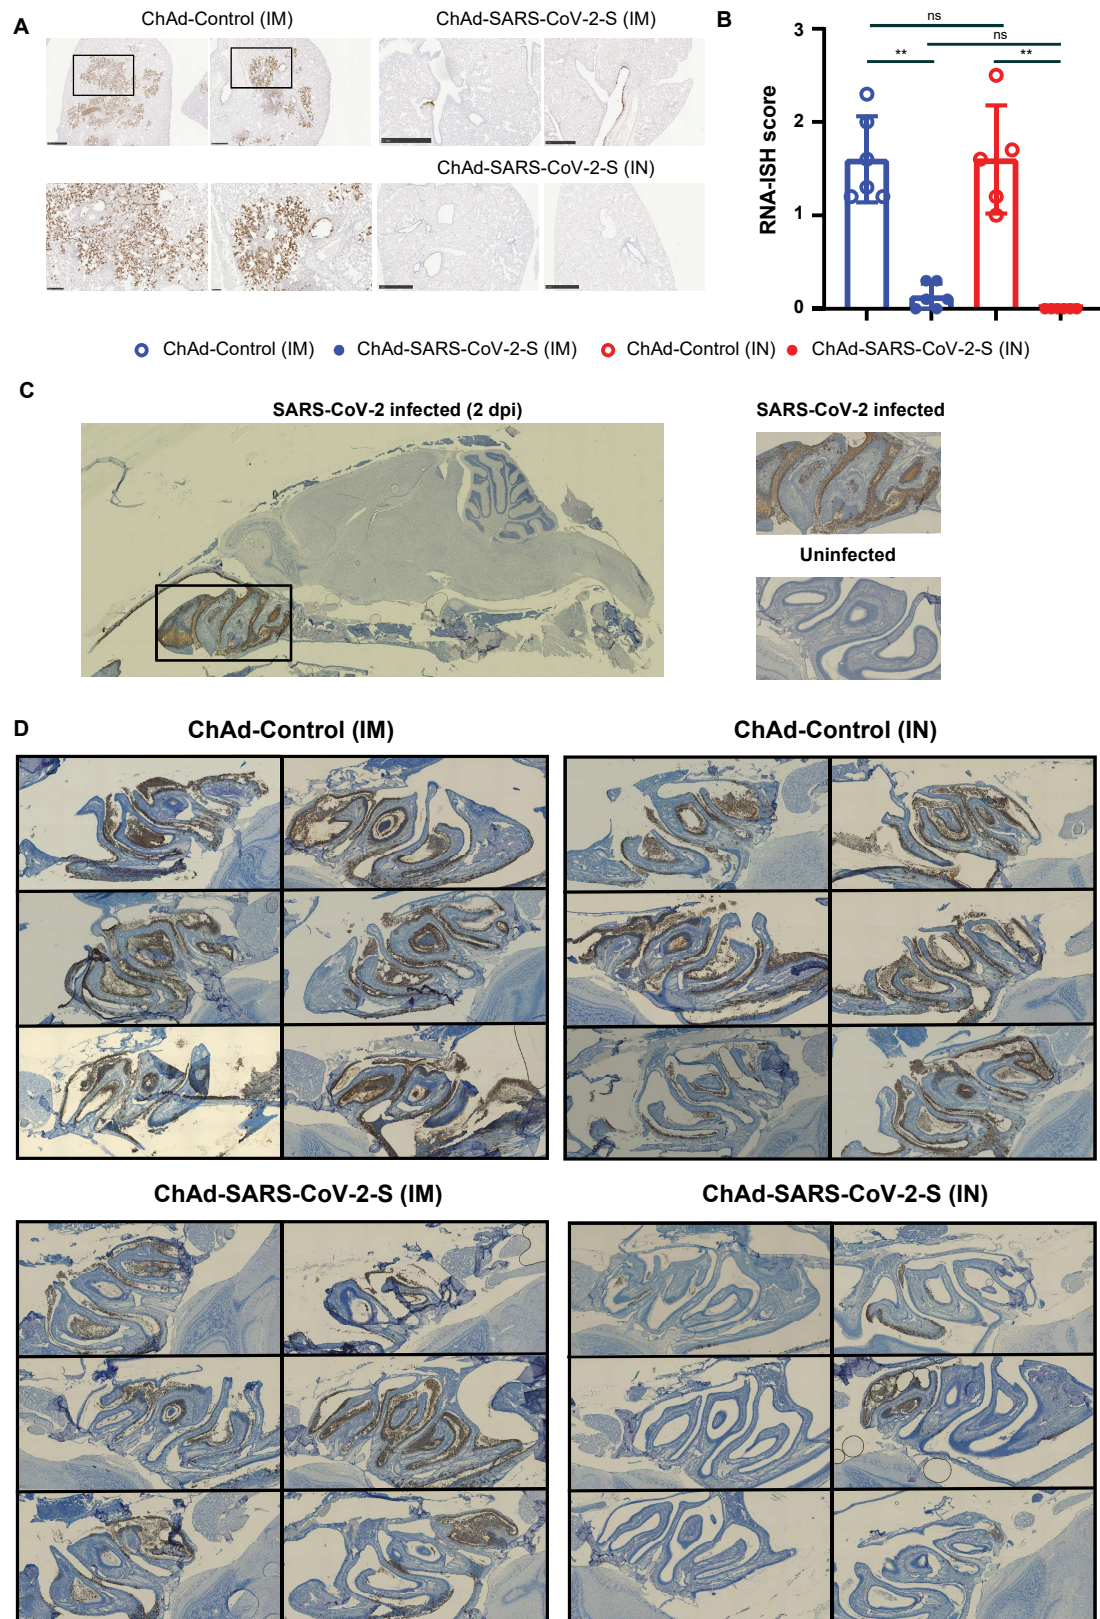 A
ChAd-Control (IM)
ChAd-SARS-CoV-2-S (IM)
ChAd-SARS-CoV-2-S (IN)
B
ns
ns
**
**
3
2
1
0
RNA-ISH score
ChAd-Control (IM)
ChAd-SARS-CoV-2-S (IM)
ChAd-Control (IN)
ChAd-SARS-CoV-2-S (IN)
C
SARS-CoV-2 infected (2 dpi)
SARS-CoV-2 infected
Uninfected
D
ChAd-Control (IM)
ChAd-Control (IN)
ChAd-SARS-CoV-2-S (IM)
ChAd-SARS-CoV-2-S (IN)